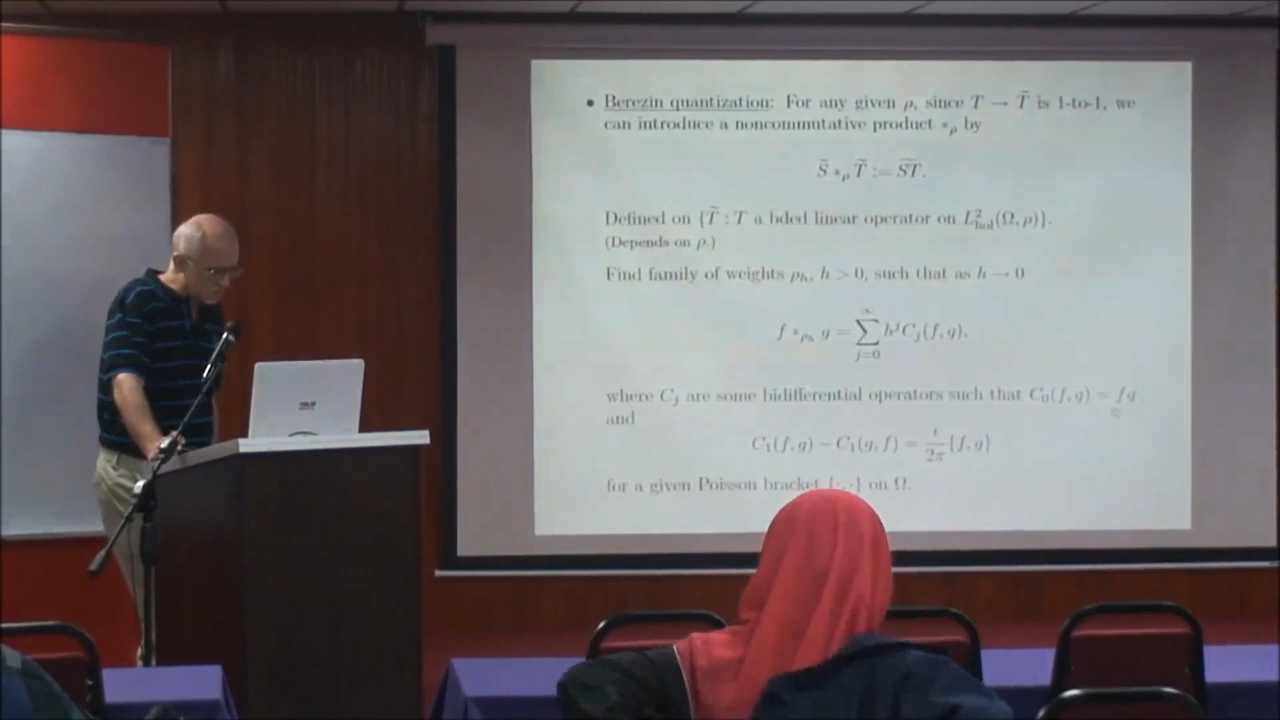 • Berezin quantization: For any given ρ, since T → T̃ is 1-to-1, we
can introduce a noncommutative product *ρ by
S̃ *ρ T̃ := S͠T.
Defined on {T̃ : T a bded linear operator on L²hol(Ω, ρ)}.
(Depends on ρ.)
Find family of weights ρh, h > 0, such that as h → 0
f *ρh g = ∑_{j=0}^{∞} h^j Cj(f, g),
where Cj are some bidifferential operators such that C0(f, g) = fg
and
C1(f, g) − C1(g, f) = i/2π {f, g}
for a given Poisson bracket {·, ·} on Ω.